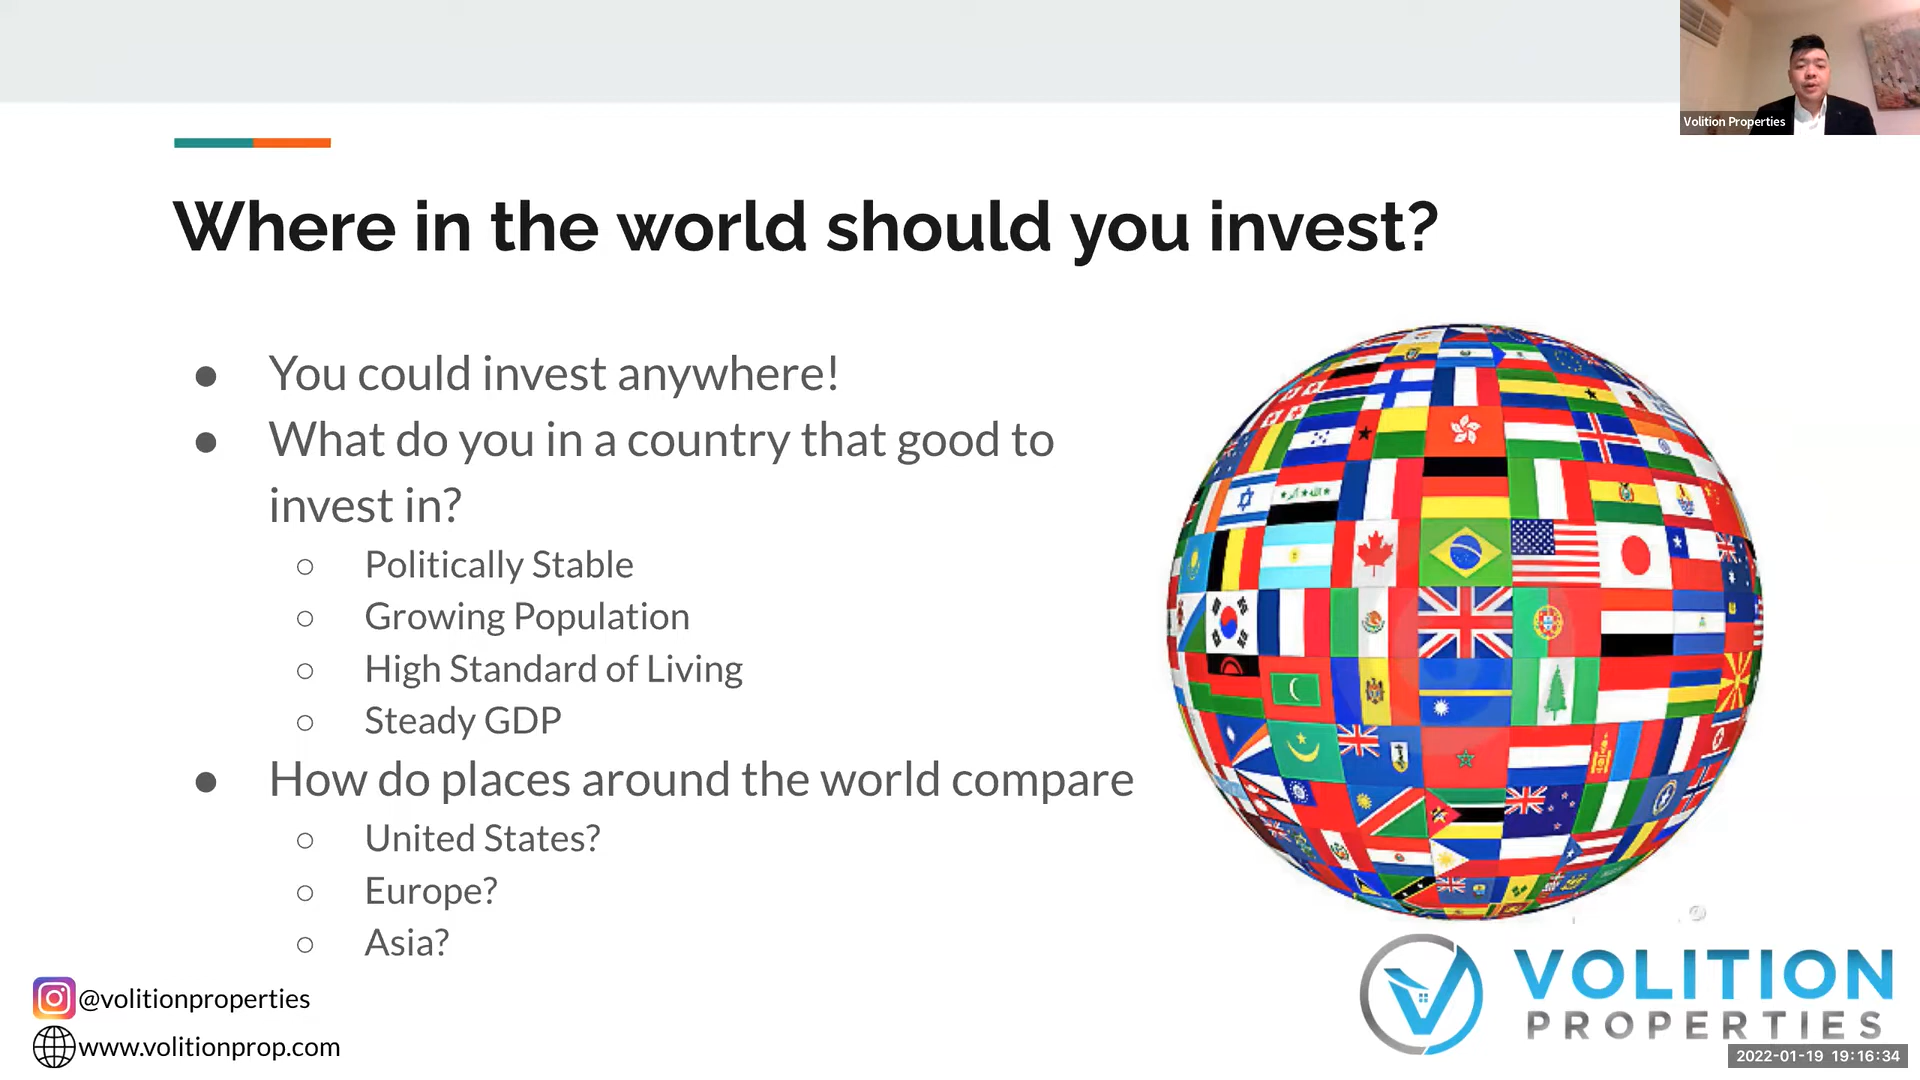 Volition Properties
Where in the world should you invest?
● You could invest anywhere!
● What do you in a country that good to
invest in?
○ Politically Stable
○ Growing Population
○ High Standard of Living
○ Steady GDP
● How do places around the world compare
○ United States?
○ Europe?
○ Asia?
@volitionproperties
www.volitionprop.com
VOLITION
PROPERTIES
2022-01-19 19:16:34